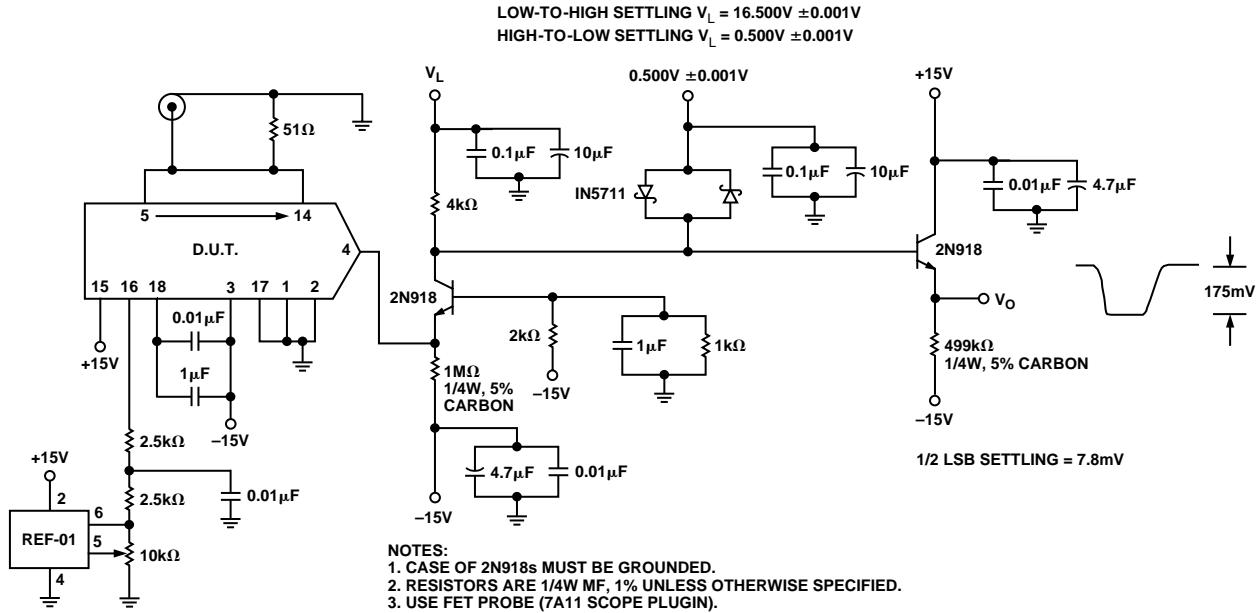 LOW-TO-HIGH SETTLING VL = 16.500V ±0.001V
HIGH-TO-LOW SETTLING VL = 0.500V ±0.001V
VL
0.500V ±0.001V
+15V
51Ω
0.1μF
10μF
0.1μF
10μF
0.01μF
4.7μF
4kΩ
IN5711
5
14
D.U.T.
4
2N918
2N918
15
16
18
3
17
1
2
VO
175mV
0.01μF
1μF
+15V
–15V
2kΩ
–15V
1μF
1kΩ
1MΩ
1/4W, 5%
CARBON
499kΩ
1/4W, 5% CARBON
–15V
2.5kΩ
+15V
2
2.5kΩ
0.01μF
6
REF-01
5
10kΩ
4
4.7μF
0.01μF
–15V
1/2 LSB SETTLING = 7.8mV
NOTES:
1. CASE OF 2N918s MUST BE GROUNDED.
2. RESISTORS ARE 1/4W MF, 1% UNLESS OTHERWISE SPECIFIED.
3. USE FET PROBE (7A11 SCOPE PLUGIN).